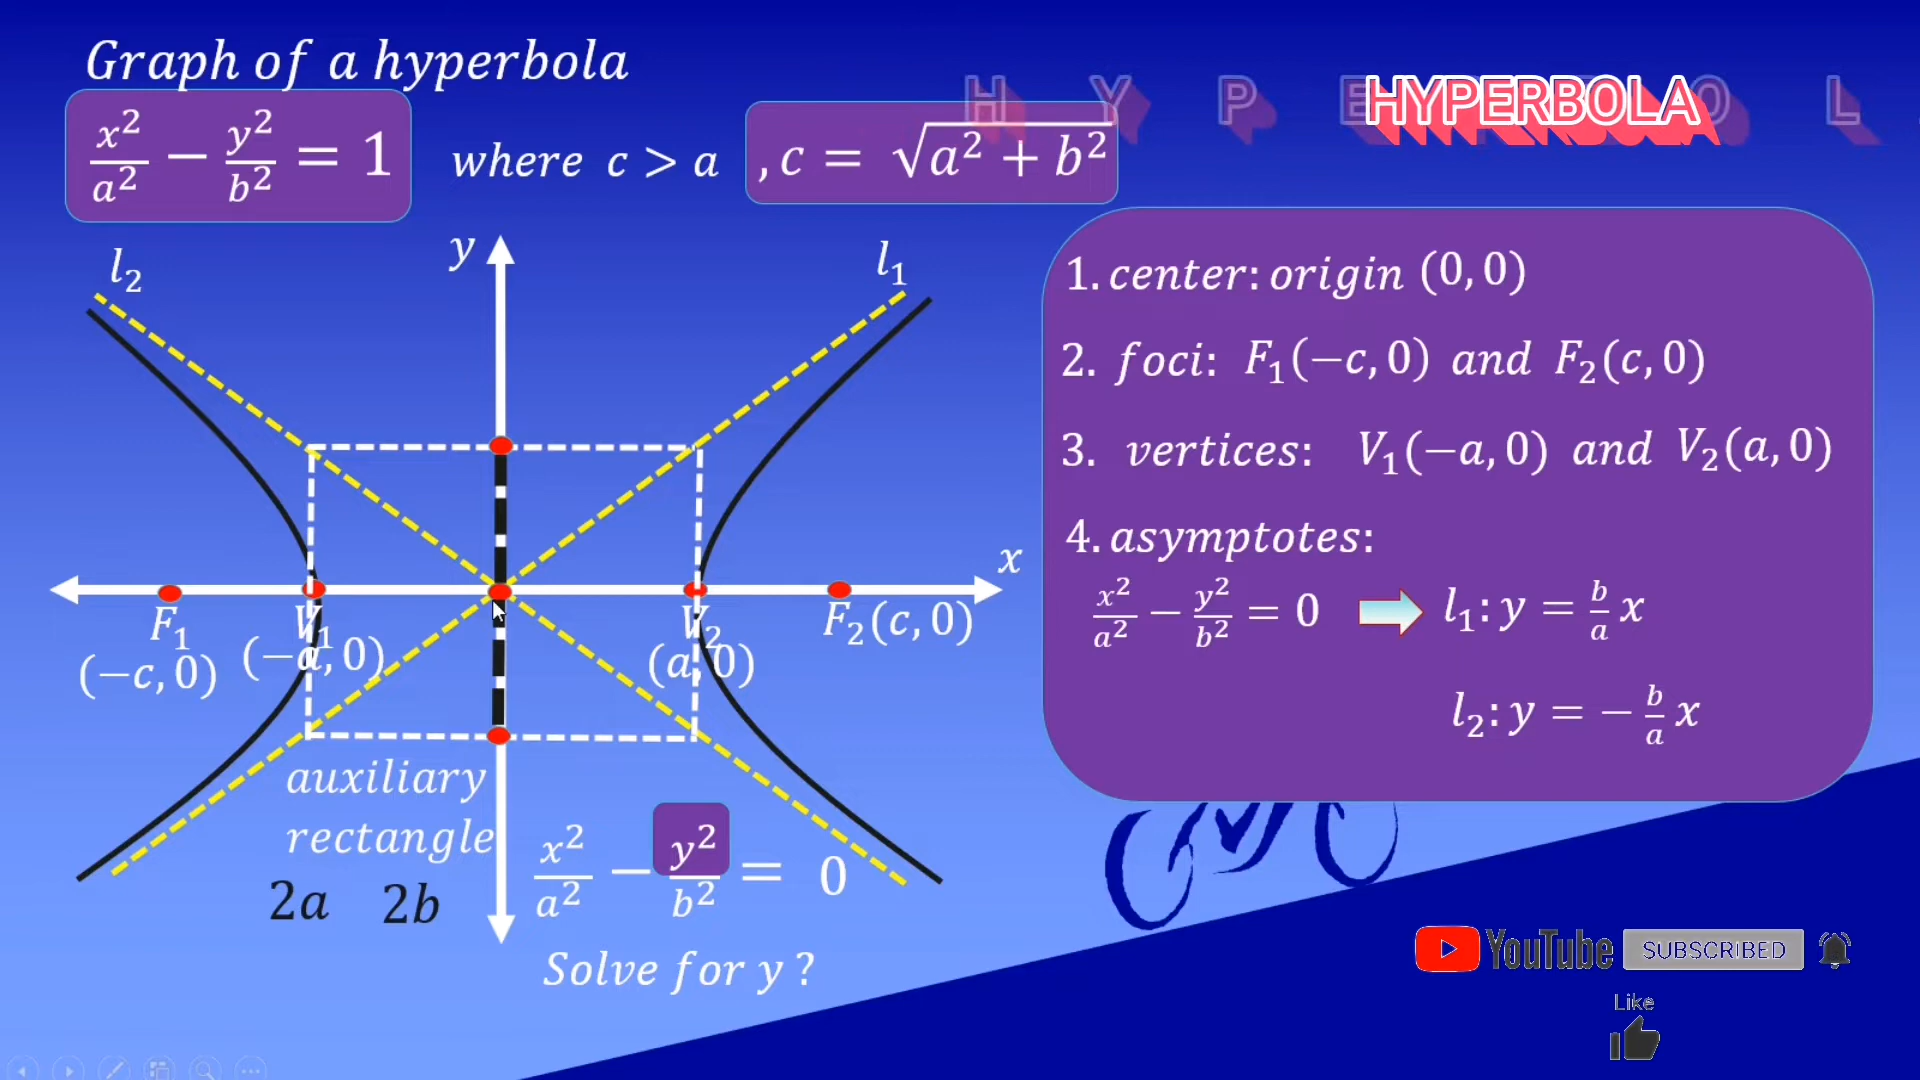 Graph of a hyperbola
H Y P E O L
HYPERBOLA
x²/a² − y²/b² = 1 where c > a , c = √a² + b²
l₂
y
l₁
x
F₁
(−c, 0)
V₁
(−a, 0)
V₂
(a, 0)
F₂(c, 0)
auxiliary
rectangle
2a 2b
x²/a² − y²/b² = 0
Solve for y ?
1. center: origin (0, 0)
2. foci: F₁(−c, 0) and F₂(c, 0)
3. vertices: V₁(−a, 0) and V₂(a, 0)
4. asymptotes:
x²/a² − y²/b² = 0 l₁: y = b/a x
l₂: y = − b/a x
YouTube SUBSCRIBED
Like